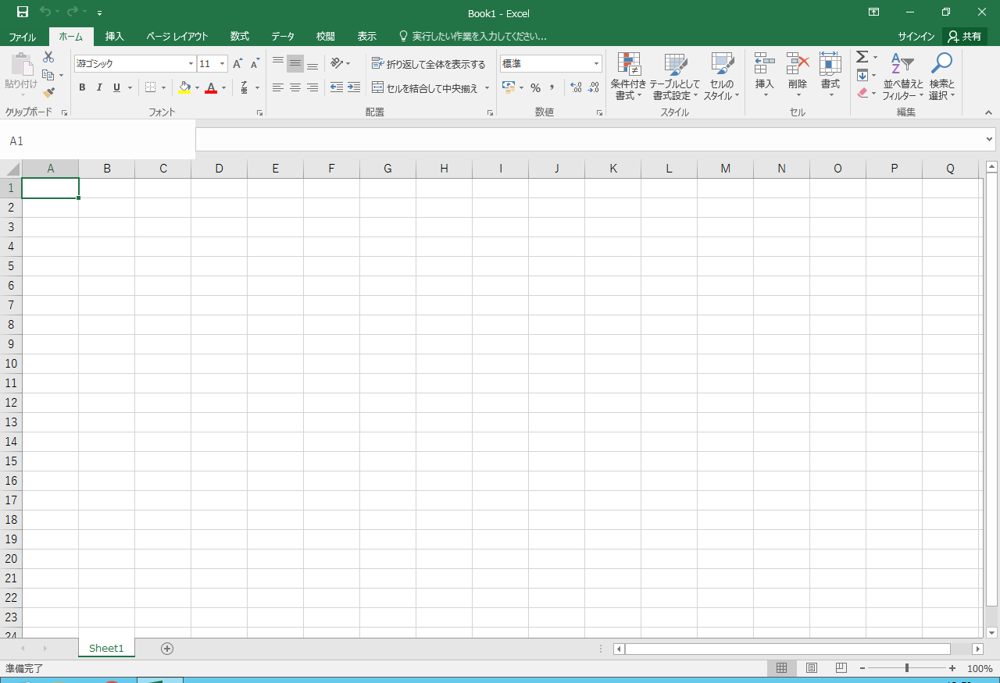 Book1 - Excel
ファイル ホーム 挿入 ページ レイアウト 数式 データ 校閲 表示 実行したい作業を入力してください... サインイン 共有
貼り付け 游ゴシック 11 A A 折り返して全体を表示する 標準
B I U A セルを結合して中央揃え % , .0 .00 .00 .0
条件付き書式 テーブルとして書式設定 セルのスタイル 挿入 削除 書式 Σ 並べ替えとフィルター 検索と選択
クリップボード フォント 配置 数値 スタイル セル 編集
A1
A B C D E F G H I J K L M N O P Q
1
2
3
4
5
6
7
8
9
10
11
12
13
14
15
16
17
18
19
20
21
22
23
24
Sheet1
準備完了 100%